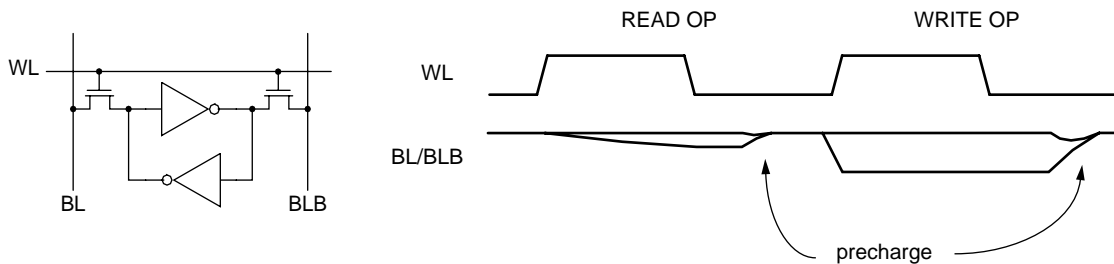 WL
BL
BLB
READ OP
WRITE OP
WL
BL/BLB
precharge